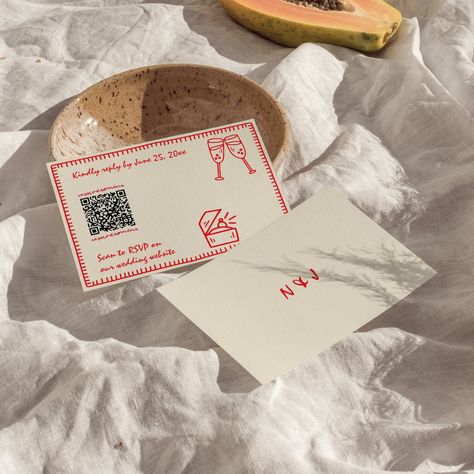 Kindly reply by June 25, 20xx
Scan to RSVP on
our wedding website
N & J